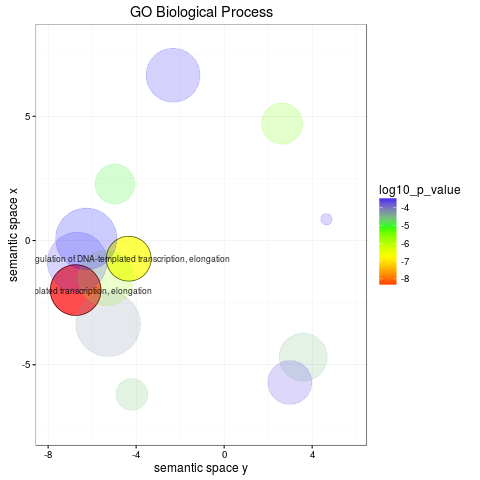 GO Biological Process
semantic space x
5
0
-5
-8
-4
0
4
semantic space y
gulation of DNA-templated transcription, elongation
plated transcription, elongation
log10_p_value
-4
-5
-6
-7
-8